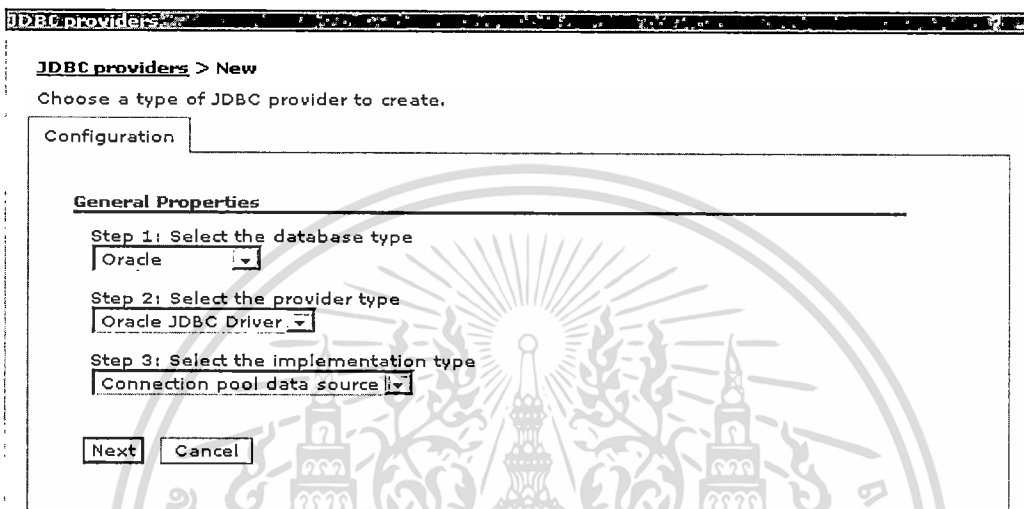 JDBC providers
?
JDBC providers > New
Choose a type of JDBC provider to create.
Configuration
General Properties
Step 1: Select the database type
Oracle
Step 2: Select the provider type
Oracle JDBC Driver
Step 3: Select the implementation type
Connection pool data source
Next Cancel